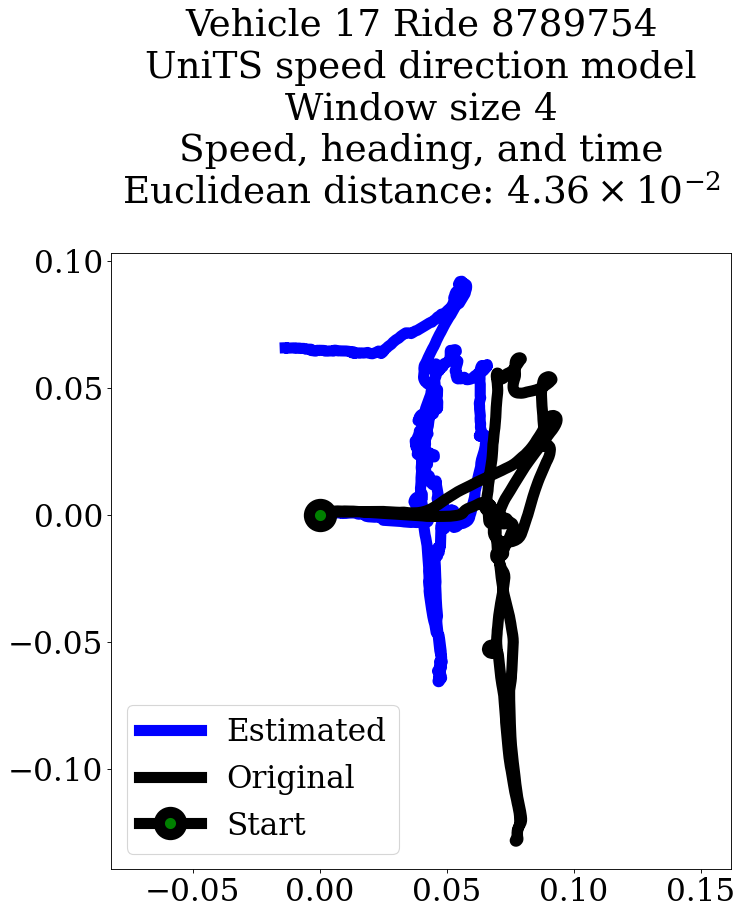 Vehicle 17 Ride 8789754
UniTS speed direction model
Window size 4
Speed, heading, and time
Euclidean distance: 4.36 × 10⁻²
0.10
0.05
0.00
−0.05
−0.10
Estimated
Original
Start
−0.05 0.00 0.05 0.10 0.15